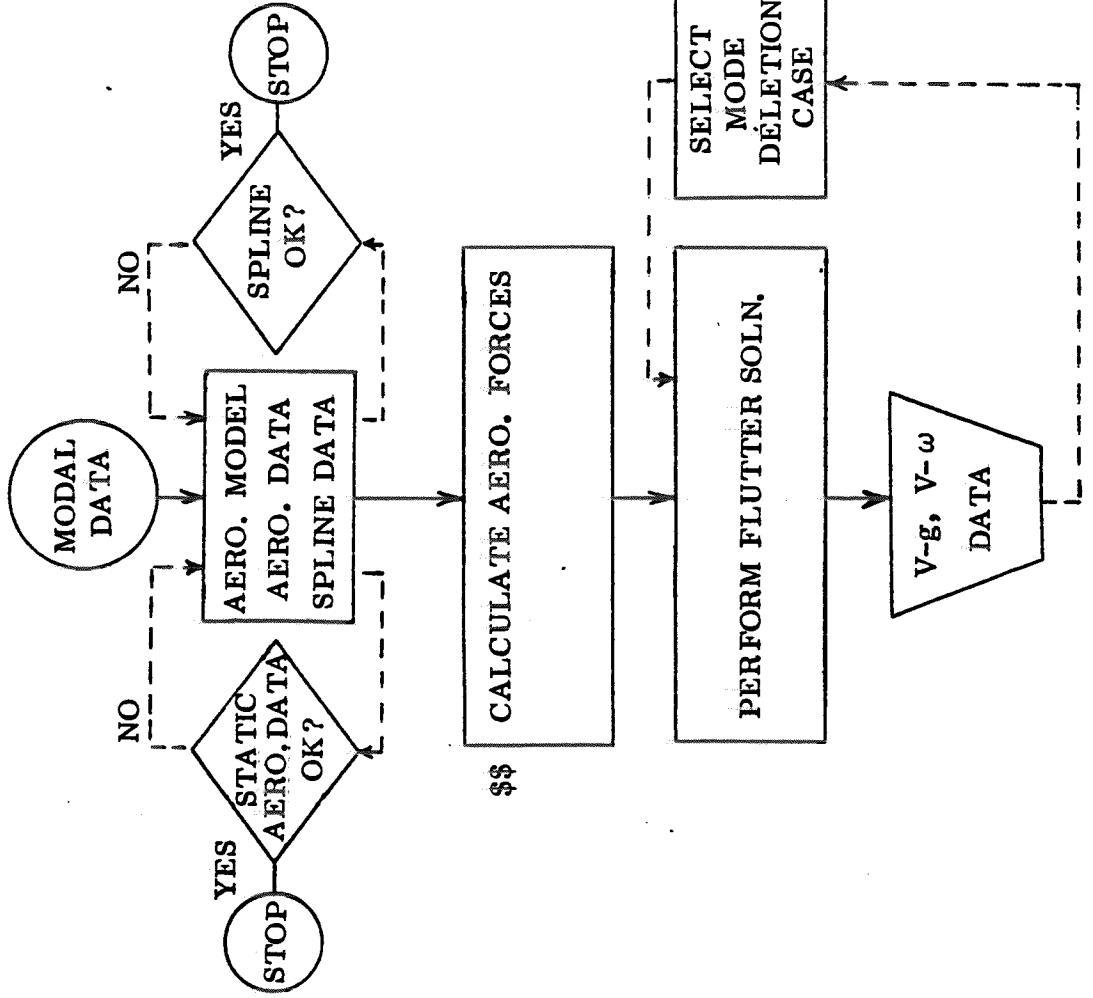 MODAL
DATA
NO
NO
YES
STOP
STATIC
AERO. DATA
OK?
AERO. MODEL
AERO. DATA
SPLINE DATA
SPLINE
OK?
YES
STOP
$$
CALCULATE AERO. FORCES
PERFORM FLUTTER SOLN.
SELECT
MODE
DELETION
CASE
V-g, V-ω
DATA